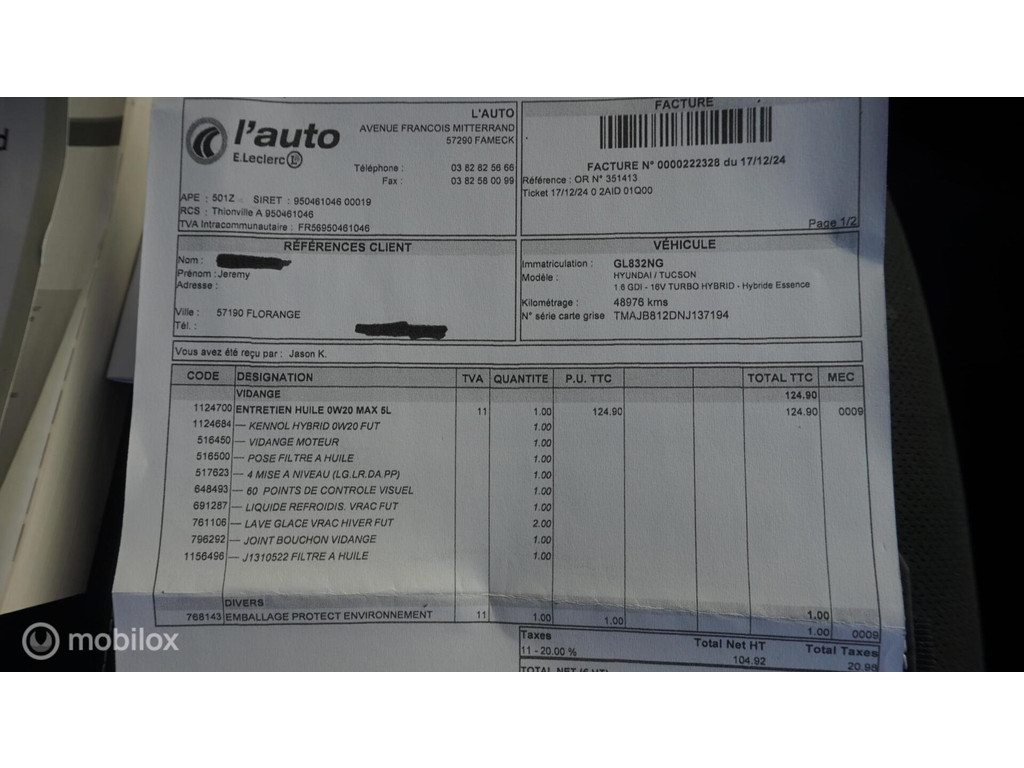 d
l'auto
E.Leclerc
L'AUTO
AVENUE FRANCOIS MITTERRAND
57290 FAMECK
Téléphone : 03 82 82 56 66
Fax : 03 82 58 00 99
APE : 501Z SIRET : 950461046 00019
RCS : Thionville A 950461046
TVA Intracommunautaire : FR56950461046
FACTURE
FACTURE N° 0000222328 du 17/12/24
Référence : OR N° 351413
Ticket 17/12/24 0 2AID 01Q00
Page 1/2
RÉFÉRENCES CLIENT
Nom :
Prénom : Jeremy
Adresse :
Ville : 57190 FLORANGE
Tél. :
VÉHICULE
Immatriculation : GL832NG
Modèle : HYUNDAI / TUCSON
1.6 GDI - 16V TURBO HYBRID - Hybride Essence
Kilométrage : 48976 kms
N° série carte grise TMAJB812DNJ137194
Vous avez été reçu par : Jason K.
CODE DESIGNATION TVA QUANTITE P.U. TTC TOTAL TTC MEC
VIDANGE 124.90
1124700 ENTRETIEN HUILE 0W20 MAX 5L 11 1.00 124.90 124.90 0009
1124684 — KENNOL HYBRID 0W20 FUT 1.00
516450 — VIDANGE MOTEUR 1.00
516500 — POSE FILTRE A HUILE 1.00
517623 — 4 MISE A NIVEAU (LG.LR.DA.PP) 1.00
648493 — 60 POINTS DE CONTROLE VISUEL 1.00
691287 — LIQUIDE REFROIDIS. VRAC FUT 1.00
761106 — LAVE GLACE VRAC HIVER FUT 2.00
796292 — JOINT BOUCHON VIDANGE 1.00
1156496 — J1310522 FILTRE A HUILE 1.00
DIVERS 1.00
768143 EMBALLAGE PROTECT ENVIRONNEMENT 11 1.00 1.00 1.00 0009
Taxes Total Net HT Total Taxes
11 - 20.00 % 104.92 20.98
mobilox